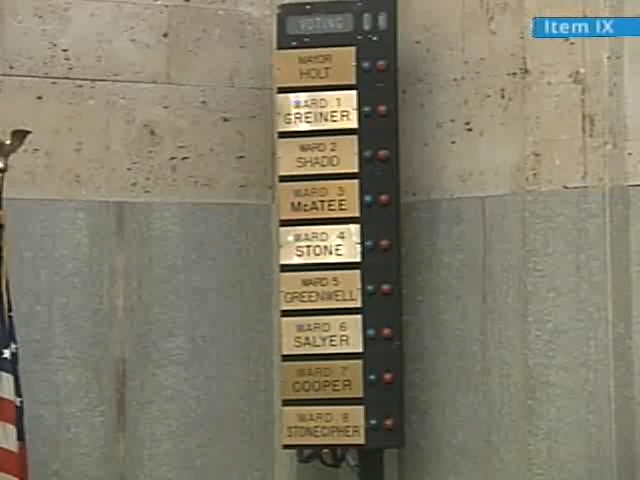 Item IX
VOTING
MAYOR
HOLT
WARD 1
GREINER
WARD 2
SHADID
WARD 3
McATEE
WARD 4
STONE
WARD 5
GREENWELL
WARD 6
SALYER
WARD 7
COOPER
WARD 8
STONECIPHER